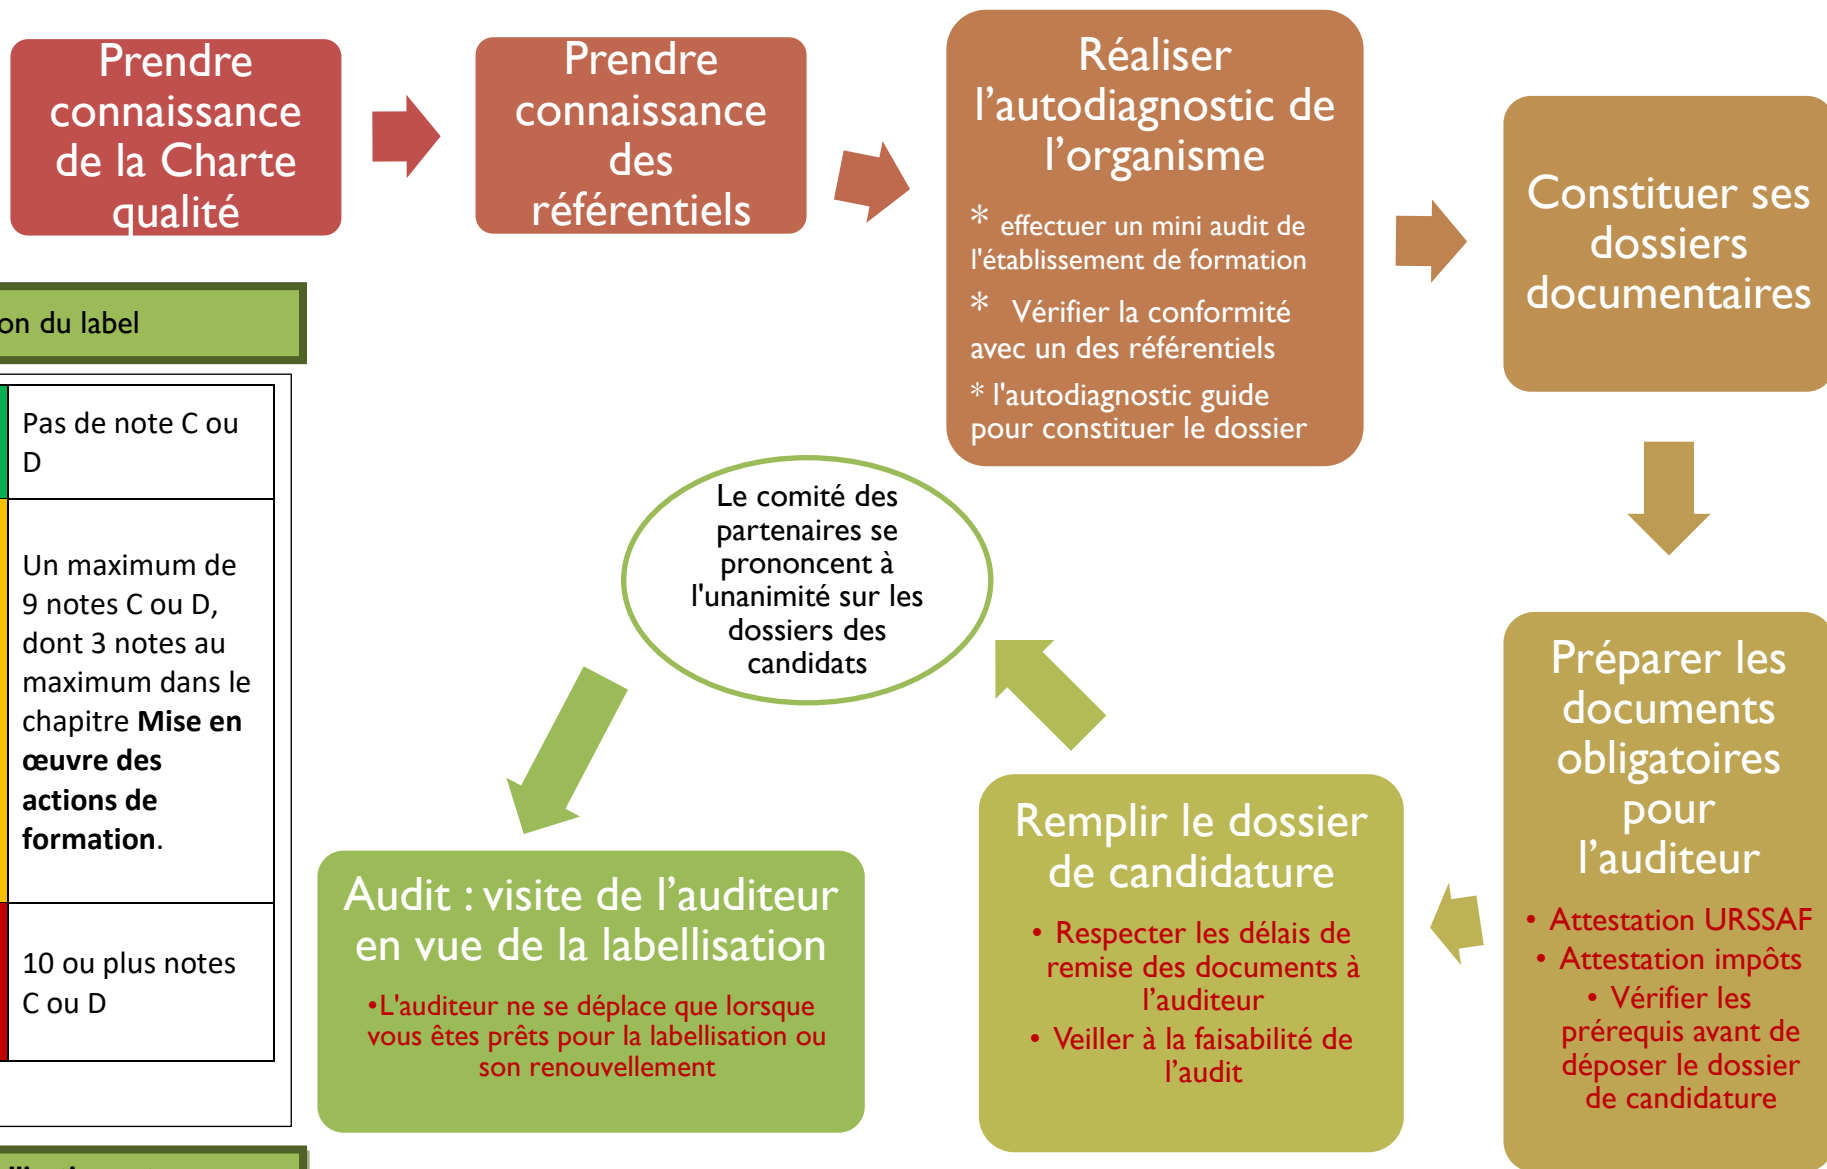 Prendre
connaissance
de la Charte
qualité
Prendre
connaissance
des
référentiels
Réaliser
l’autodiagnostic de
l’organisme
* effectuer un mini audit de
l'établissement de formation
* Vérifier la conformité
avec un des référentiels
* l'autodiagnostic guide
pour constituer le dossier
Constituer ses
dossiers
documentaires
on du label
Pas de note C ou
D
Un maximum de
9 notes C ou D,
dont 3 notes au
maximum dans le
chapitre Mise en
œuvre des
actions de
formation.
10 ou plus notes
C ou D
Le comité des
partenaires se
prononcent à
l'unanimité sur les
dossiers des
candidats
Préparer les
documents
obligatoires
pour
l’auditeur
• Attestation URSSAF
• Attestation impôts
• Vérifier les
prérequis avant de
déposer le dossier
de candidature
Remplir le dossier
de candidature
• Respecter les délais de
remise des documents à
l’auditeur
• Veiller à la faisabilité de
l’audit
Audit : visite de l’auditeur
en vue de la labellisation
•L'auditeur ne se déplace que lorsque
vous êtes prêts pour la labellisation ou
son renouvellement